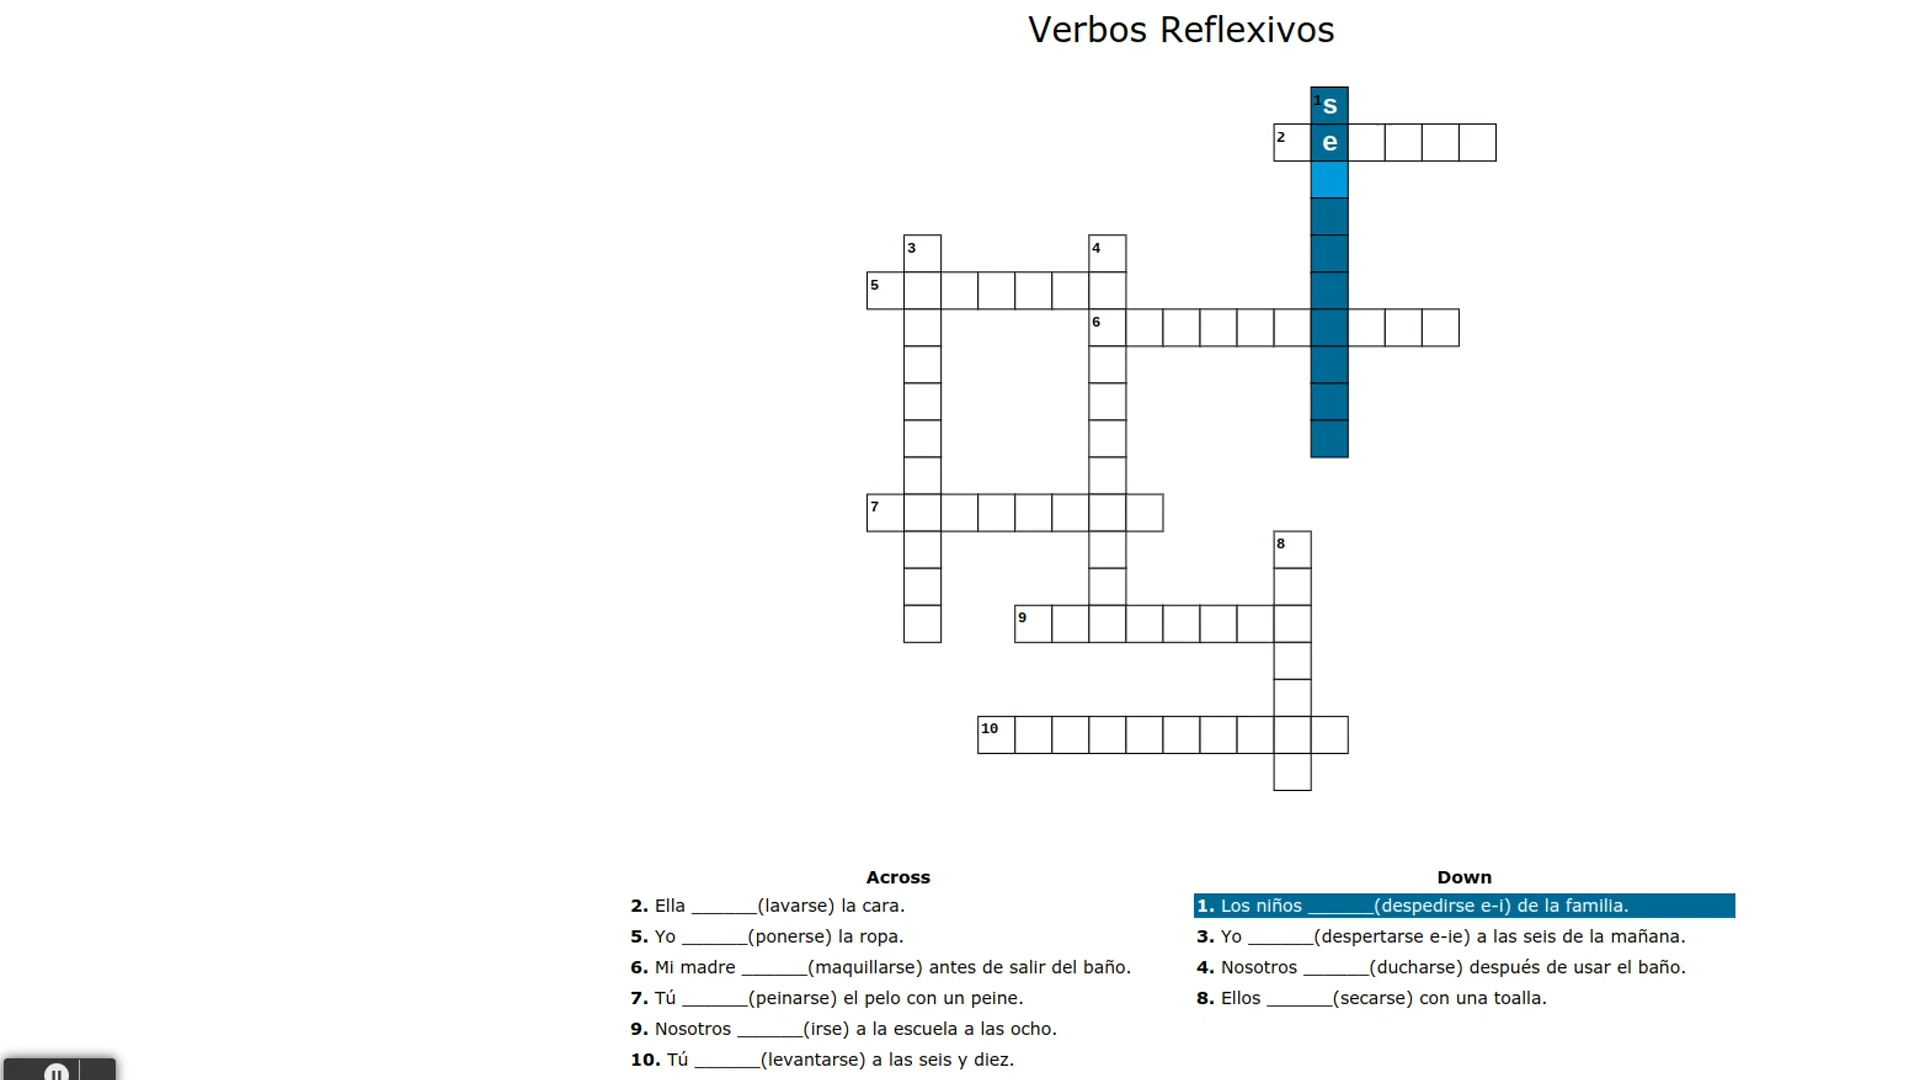 Verbos Reflexivos
1 s
2 e
3 4
5
6
7
8
9
10
Across
2. Ella _______(lavarse) la cara.
5. Yo _______(ponerse) la ropa.
6. Mi madre _______(maquillarse) antes de salir del baño.
7. Tú _______(peinarse) el pelo con un peine.
9. Nosotros _______(irse) a la escuela a las ocho.
10. Tú _______(levantarse) a las seis y diez.
Down
1. Los niños _______(despedirse e-i) de la familia.
3. Yo _______(despertarse e-ie) a las seis de la mañana.
4. Nosotros _______(ducharse) después de usar el baño.
8. Ellos _______(secarse) con una toalla.